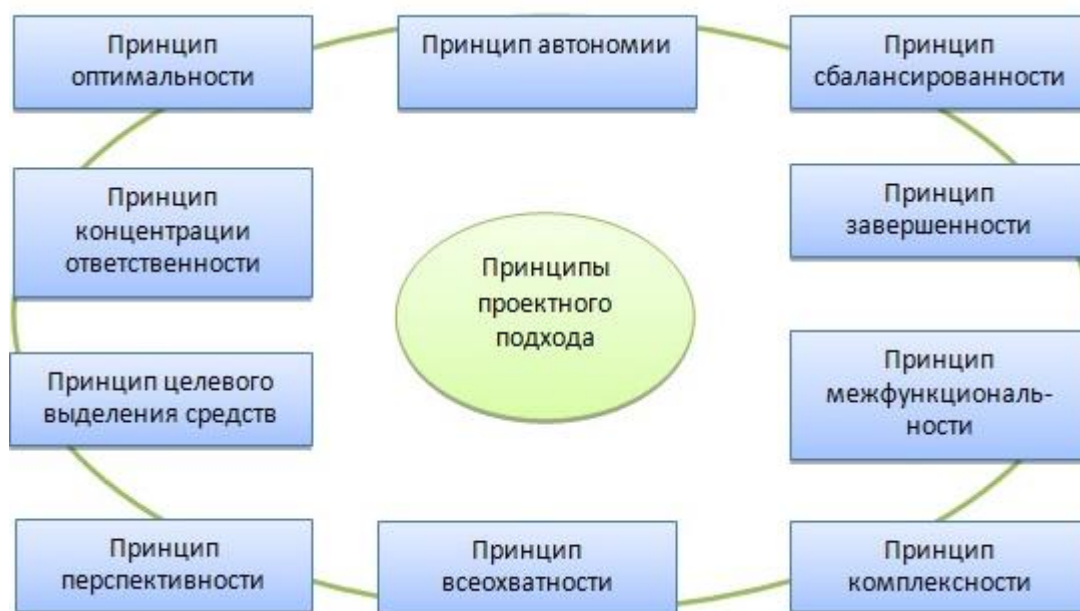 Принцип
оптимальности
Принцип автономии
Принцип
сбалансированности
Принцип
концентрации
ответственности
Принцип
завершенности
Принципы
проектного
подхода
Принцип целевого
выделения средств
Принцип
межфункциональ-
ности
Принцип
перспективности
Принцип
всеохватности
Принцип
комплексности